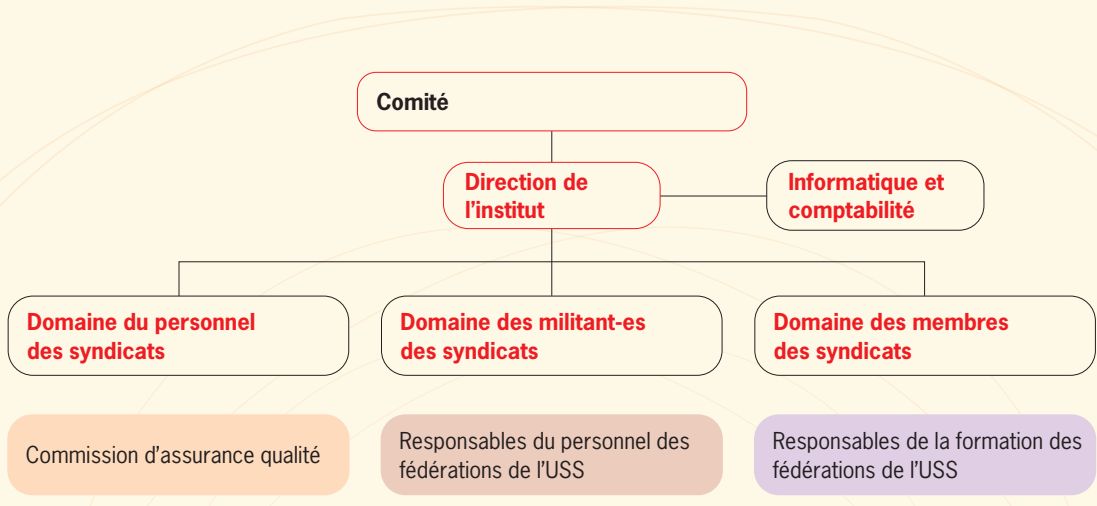 Comité
Direction de
l'institut
Informatique et
comptabilité
Domaine du personnel
des syndicats
Domaine des militant-es
des syndicats
Domaine des membres
des syndicats
Commission d'assurance qualité
Responsables du personnel des
fédérations de l'USS
Responsables de la formation des
fédérations de l'USS